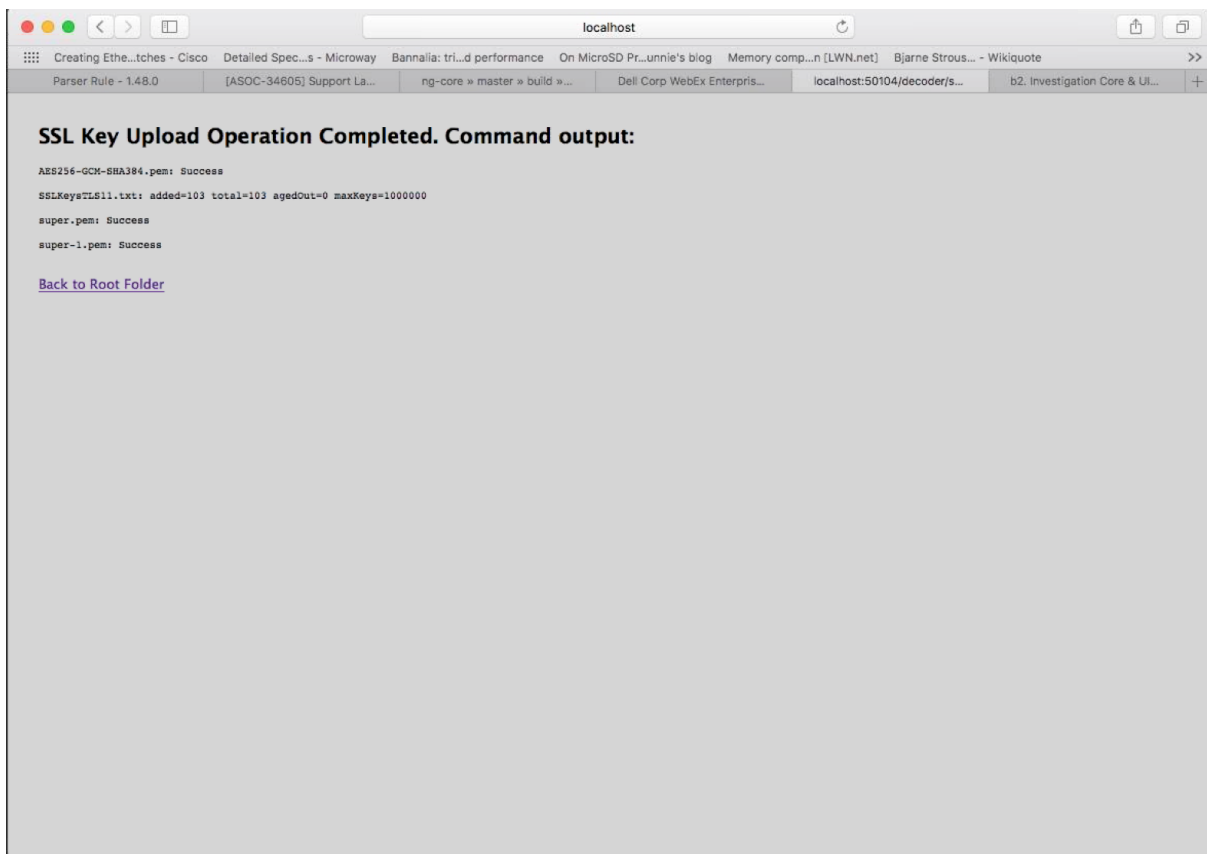 localhost
Creating Ethe...tches - Cisco Detailed Spec...s - Microway Bannalia: tri...d performance On MicroSD Pr...unnie's blog Memory comp...n [LWN.net] Bjarne Strous... - Wikiquote >>
Parser Rule - 1.48.0 [ASOC-34605] Support La... ng-core » master » build »... Dell Corp WebEx Enterpris... localhost:50104/decoder/s... b2. Investigation Core & UI... +
SSL Key Upload Operation Completed. Command output:
AES256-GCM-SHA384.pem: Success
SSLKeysTLS11.txt: added=103 total=103 agedOut=0 maxKeys=1000000
super.pem: Success
super-1.pem: Success
Back to Root Folder